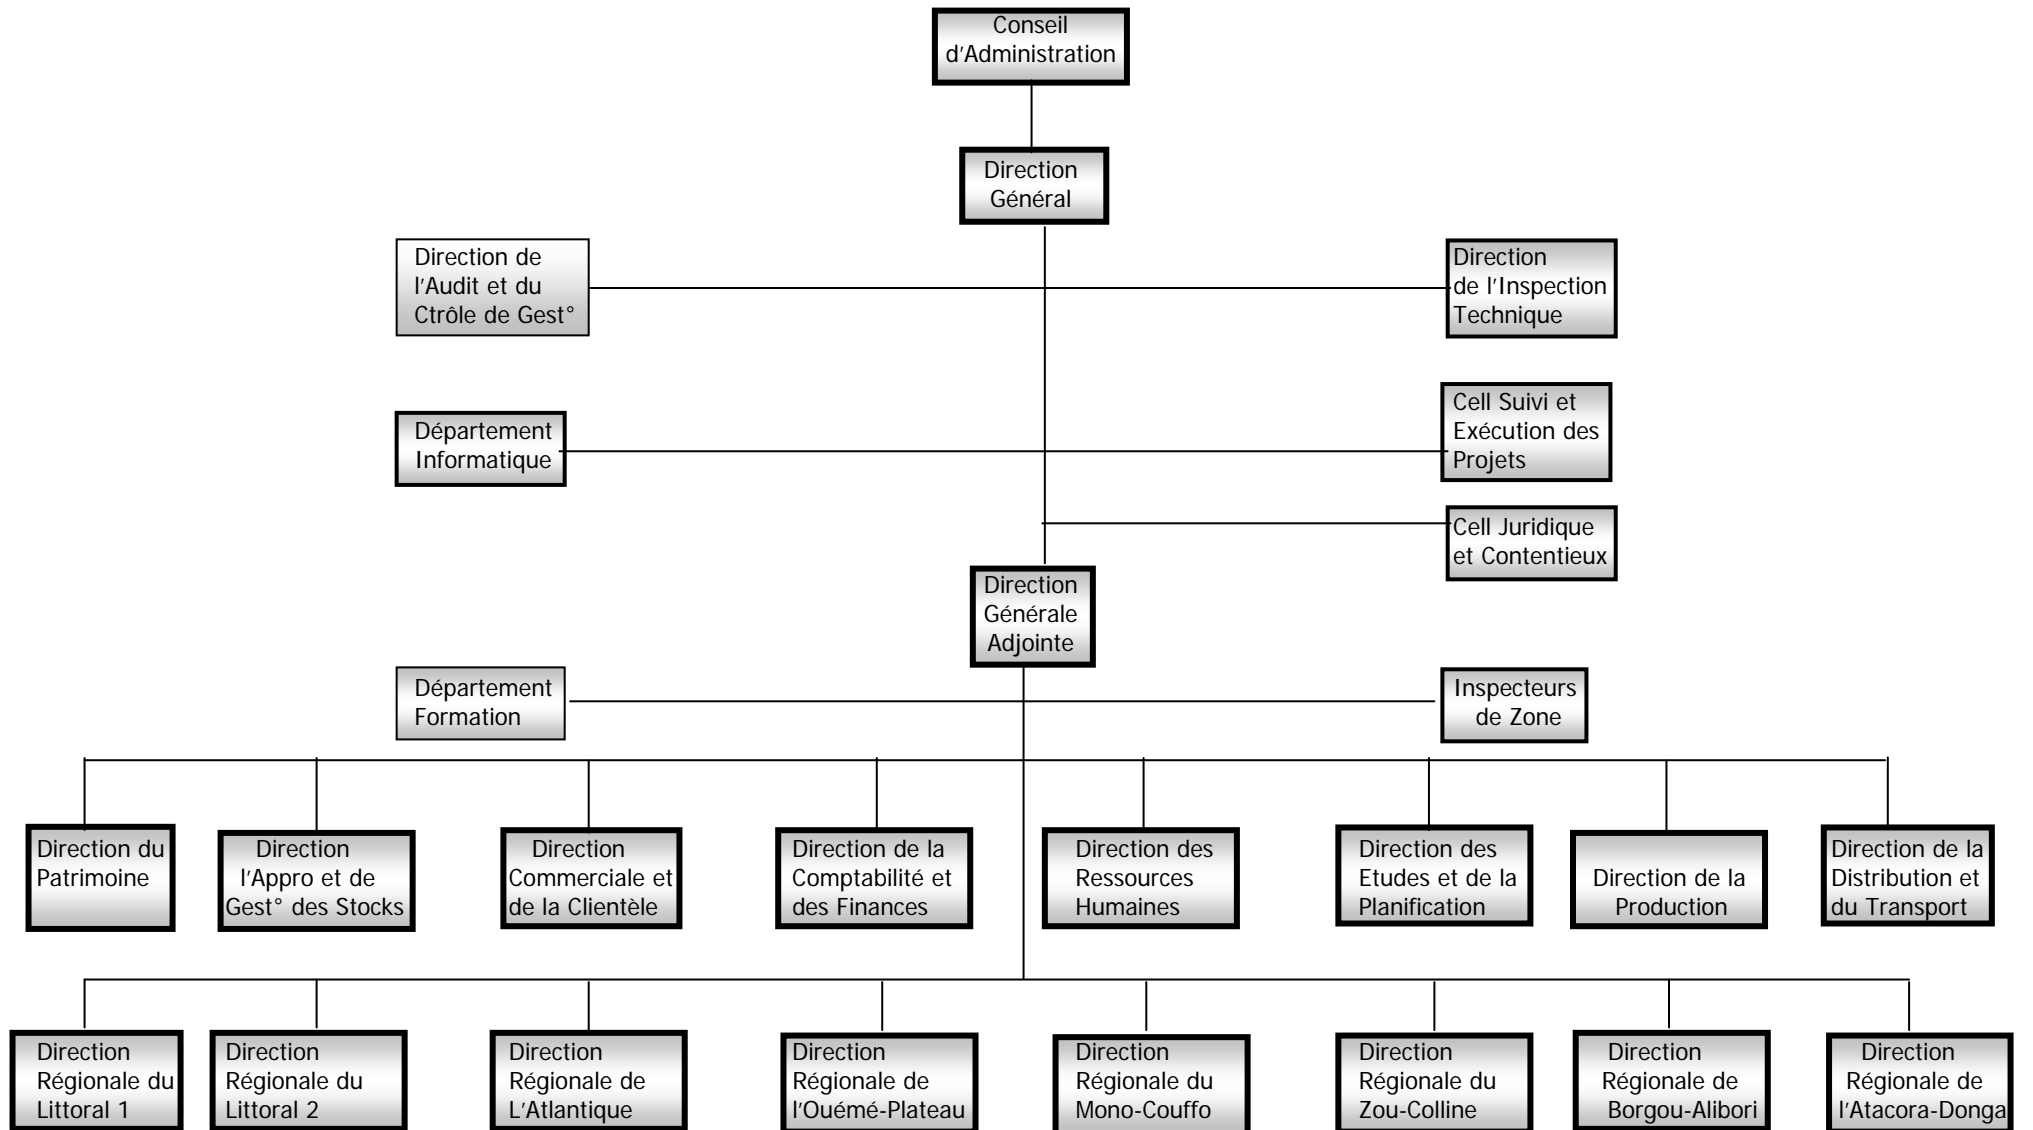 Conseil
d'Administration
Direction
Général
Direction de
l'Audit et du
Ctrôle de Gest°
Direction
de l'Inspection
Technique
Département
Informatique
Cell Suivi et
Exécution des
Projets
Cell Juridique
et Contentieux
Direction
Générale
Adjointe
Département
Formation
Inspecteurs
de Zone
Direction du
Patrimoine
Direction
l'Appro et de
Gest° des Stocks
Direction
Commerciale et
de la Clientèle
Direction de la
Comptabilité et
des Finances
Direction des
Ressources
Humaines
Direction des
Etudes et de la
Planification
Direction de la
Production
Direction de la
Distribution et
du Transport
Direction
Régionale du
Littoral 1
Direction
Régionale du
Littoral 2
Direction
Régionale de
L'Atlantique
Direction
Régionale de
l'Ouémé-Plateau
Direction
Régionale du
Mono-Couffo
Direction
Régionale du
Zou-Colline
Direction
Régionale de
Borgou-Alibori
Direction
Régionale de
l'Atacora-Donga